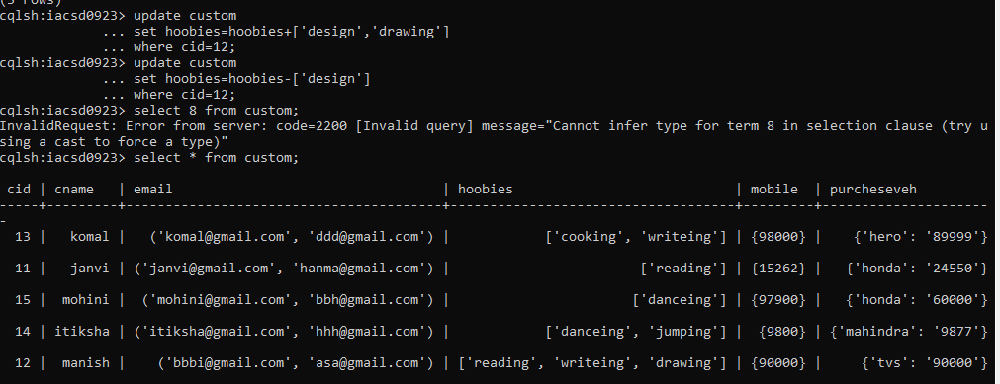 (5 rows)
cqlsh:iacsd0923> update custom
... set hoobies=hoobies+['design','drawing']
... where cid=12;
cqlsh:iacsd0923> update custom
... set hoobies=hoobies-['design']
... where cid=12;
cqlsh:iacsd0923> select 8 from custom;
InvalidRequest: Error from server: code=2200 [Invalid query] message="Cannot infer type for term 8 in selection clause (try u
sing a cast to force a type)"
cqlsh:iacsd0923> select * from custom;
cid | cname | email | hoobies | mobile | purcheseveh
-----+---------+----------------------------------------+-----------------------------------+---------+---------------------
-
13 | komal | ('komal@gmail.com', 'ddd@gmail.com') | ['cooking', 'writeing'] | {98000} | {'hero': '89999'}
11 | janvi | ('janvi@gmail.com', 'hanma@gmail.com') | ['reading'] | {15262} | {'honda': '24550'}
15 | mohini | ('mohini@gmail.com', 'bbh@gmail.com') | ['danceing'] | {97900} | {'honda': '60000'}
14 | itiksha | ('itiksha@gmail.com', 'hhh@gmail.com') | ['danceing', 'jumping'] | {9800} | {'mahindra': '9877'}
12 | manish | ('bbbi@gmail.com', 'asa@gmail.com') | ['reading', 'writeing', 'drawing'] | {90000} | {'tvs': '90000'}